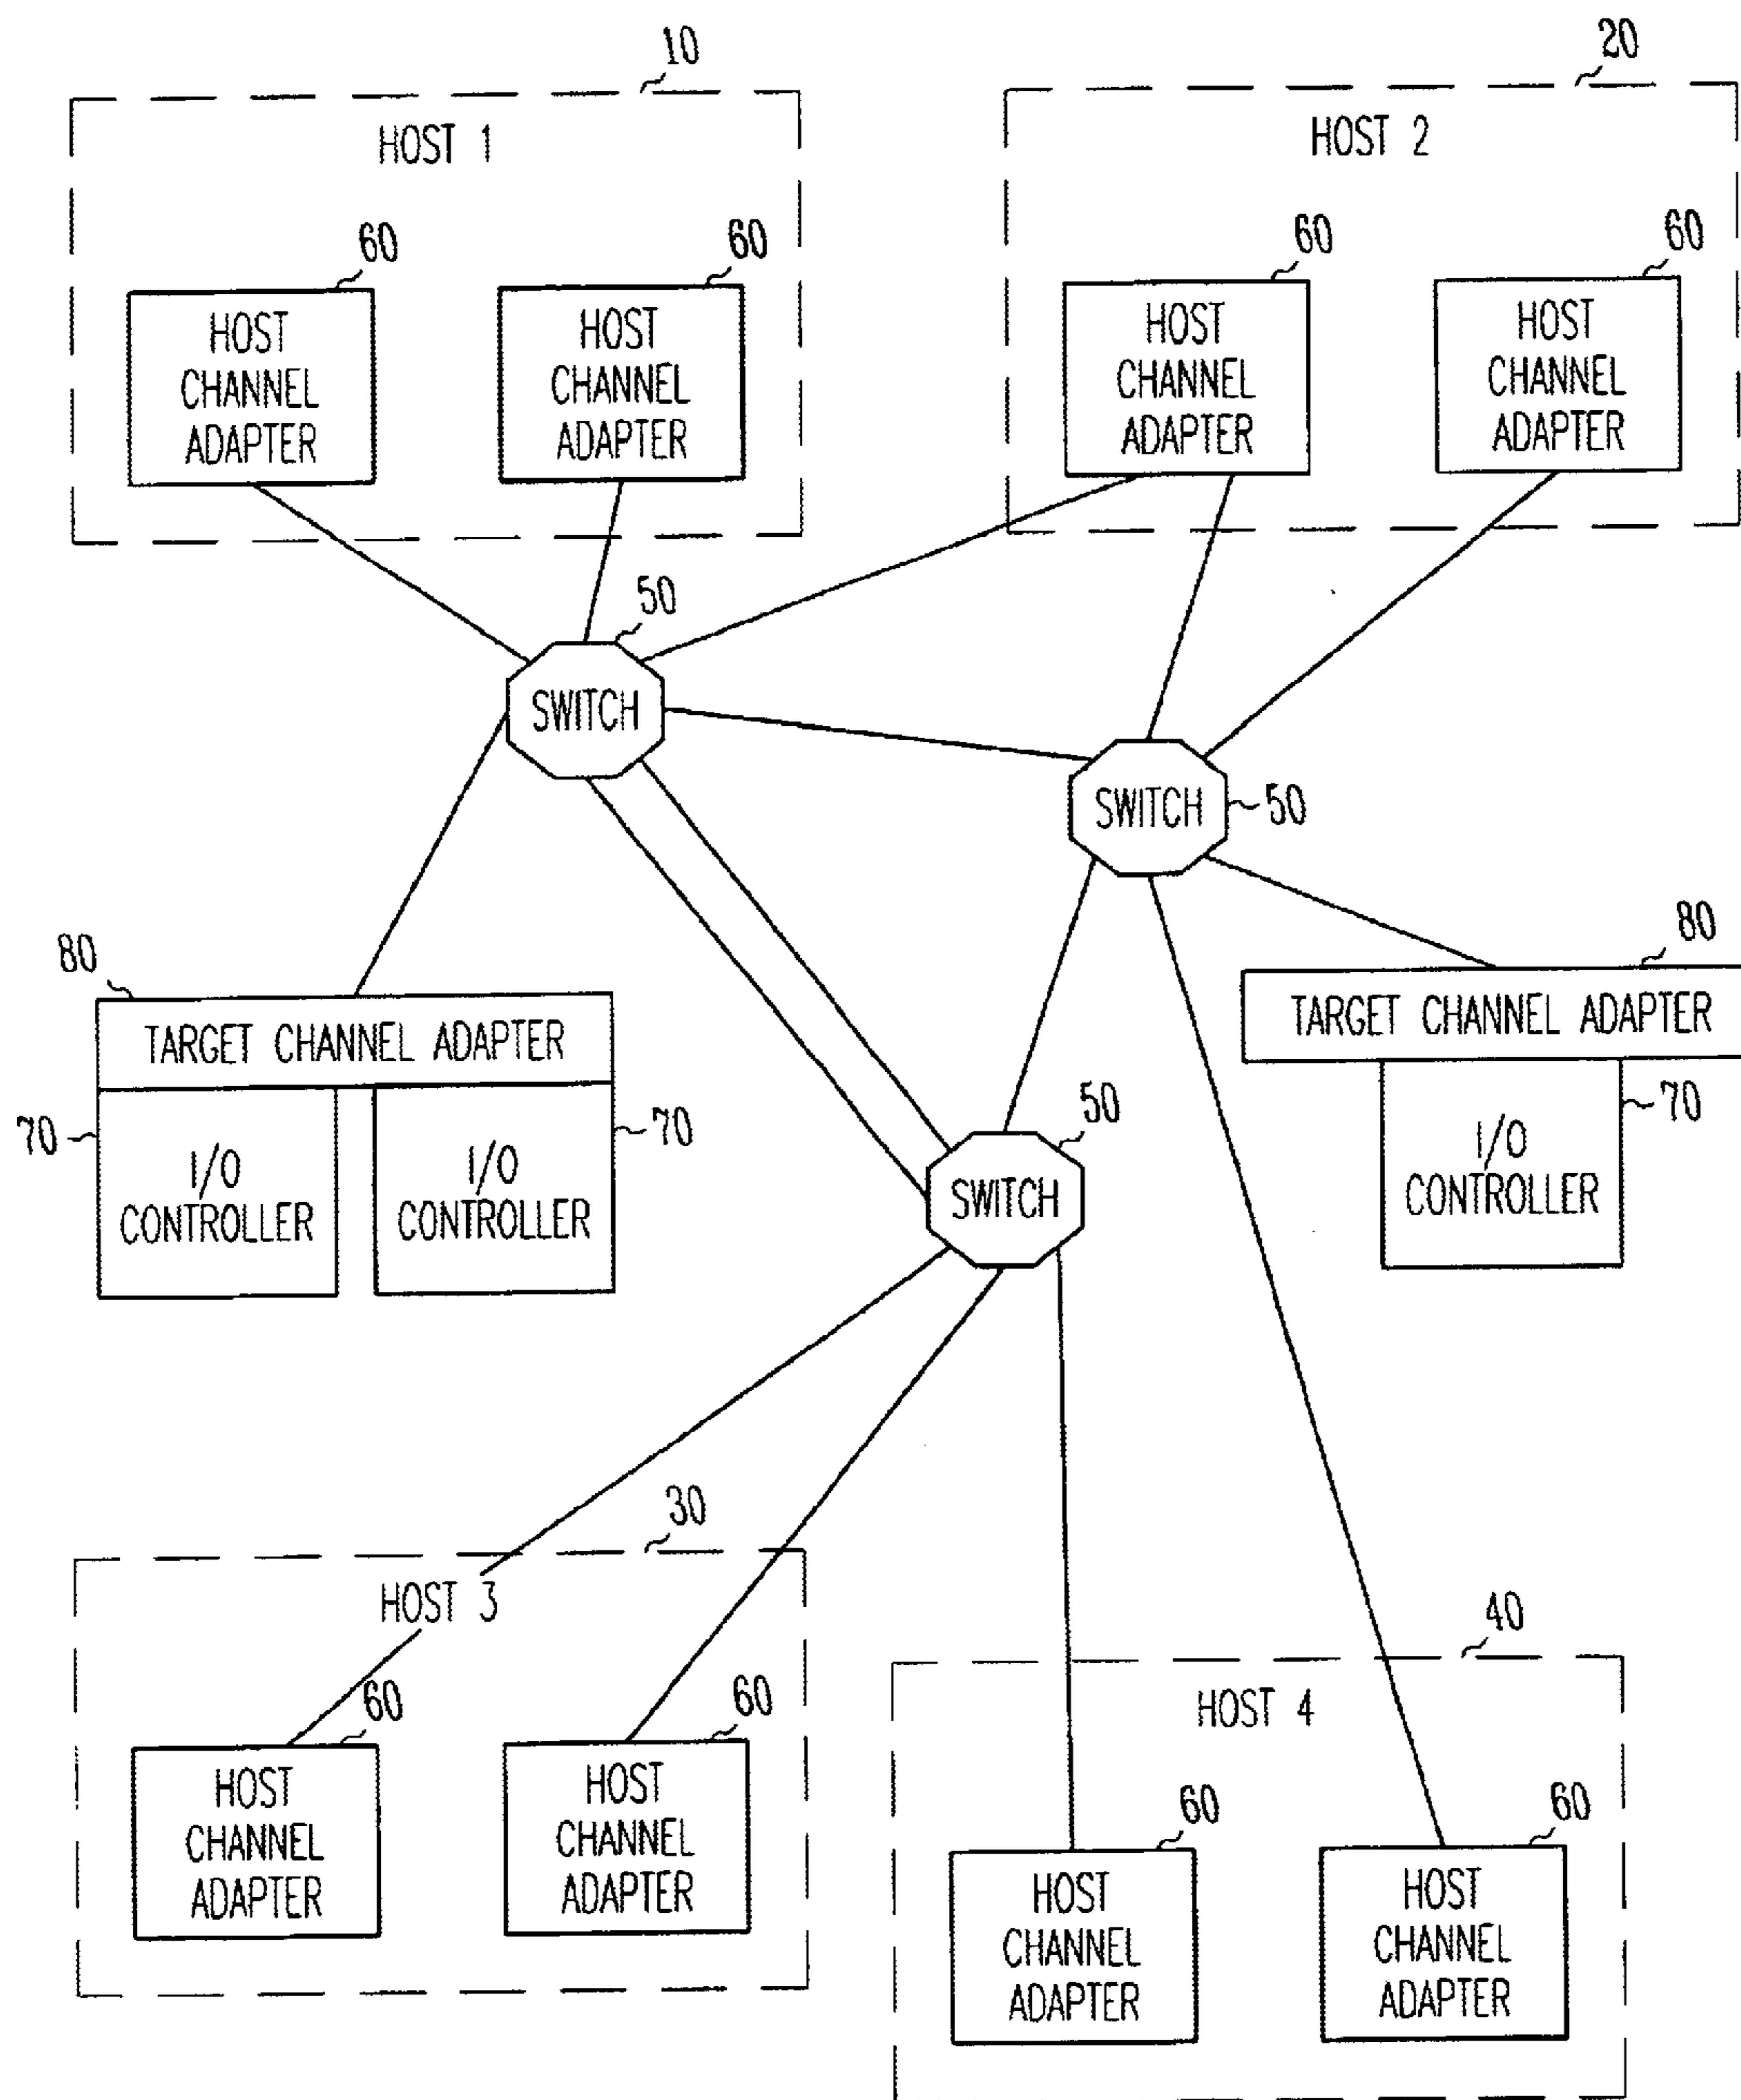 10
20
HOST 1
HOST 2
60
60
60
60
HOST
CHANNEL
ADAPTER
HOST
CHANNEL
ADAPTER
HOST
CHANNEL
ADAPTER
HOST
CHANNEL
ADAPTER
50
SWITCH
SWITCH
50
80
TARGET CHANNEL ADAPTER
80
TARGET CHANNEL ADAPTER
70
I/O
CONTROLLER
I/O
CONTROLLER
70
50
SWITCH
I/O
CONTROLLER
70
30
HOST 3
40
HOST 4
60
60
HOST
CHANNEL
ADAPTER
HOST
CHANNEL
ADAPTER
60
60
HOST
CHANNEL
ADAPTER
HOST
CHANNEL
ADAPTER